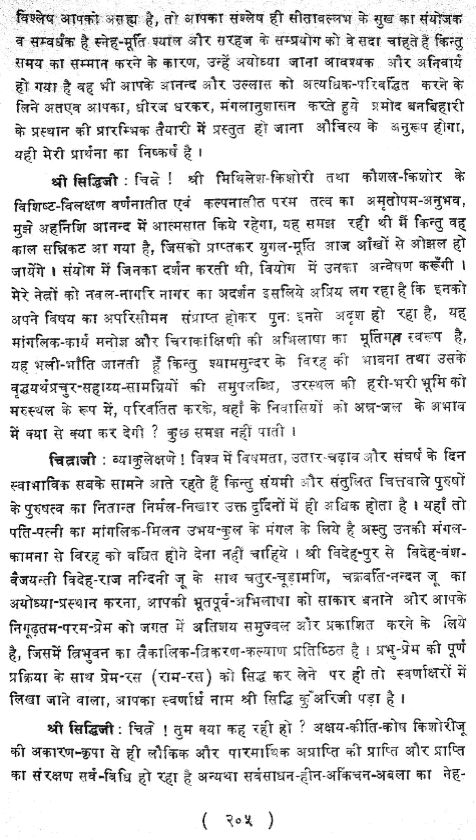 विश्लेष आपको असह्य है, तो आपका संश्लेष ही सीतावल्लभ के सुख का संयोजक
व सम्वर्धक है स्नेह-मूर्ति श्याल और सरहज के सम्प्रयोग को वे सदा चाहते हैं किन्तु
समय का सम्मान करने के कारण, उन्हें अयोध्या जाना आवश्यक और अनिवार्य
हो गया है वह भी आपके आनन्द और उल्लास को अत्यधिक-परिवर्द्धित करने के
लिने अतएव आपका, धीरज धरकर, मंगलानुशासन करते हुये प्रमोद बनबिहारी
के प्रस्थान की प्रारम्भिक तैयारी में प्रस्तुत हो जाना औचित्य के अनुरूप होगा,
यही मेरी प्रार्थना का निष्कर्ष है ।
श्री सिद्धिजी : चित्रे ! श्री मिथिलेश-किशोरी तथा कौशल-किशोर के
विशिष्ट-विलक्षण वर्णनातीत एवं कल्पनातीत परम तत्व का अमृतोपम-अनुभव,
मुझे अहर्निशि आनन्द में आत्मसात किये रहेगा, यह समझ रही थी मैं किन्तु वह
काल सन्निकट आ गया है, जिसको प्राप्तकर युगल-मूर्ति आज आँखों से ओझल हो
जायेंगे । संयोग में जिनका दर्शन करती थी, वियोग में उनका अन्वेषण करूँगी ।
मेरे नेत्रों को नवल-नागरि नागर का अदर्शन इसलिये अप्रिय लग रहा है कि इनको
अपने विषय का अपरिसीमन संप्राप्त होकर पुनः इनसे अदृश हो रहा है, यह
मांगलिक-कार्य मनोज्ञ और चिराकांक्षिणी की अभिलाषा का मूर्तिमान स्वरूप है,
यह भली-भाँति जानती हूँ किन्तु श्यामसुन्दर के विरह की भावना तथा उसके
वृद्धयर्थप्रचुर-सहाय्य-सामग्रियों की समुपलब्धि, उरस्थल की हरी-भरी भूमि को
मरुस्थल के रूप में, परिवर्तित करके, वहाँ के निवासियों को अन्न-जल के अभाव
में क्या से क्या कर देगी ? कुछ समझ नहीं पाती ।
चित्राजी : व्याकुलेक्षणे ! विश्व में विषमता, उतार-चढ़ाव और संघर्ष के दिन
स्वाभाविक सबके सामने आते रहते हैं किन्तु संयमी और संतुलित चित्तवाले पुरुषों
के पुरुषत्व का नितान्त निर्मल-निखार उक्त दुर्दिनों में ही अधिक होता है । यहाँ तो
पति-पत्नी का मांगलिक-मिलन उभय-कुल के मंगल के लिये है अस्तु उनकी मंगल-
कामना से विरह को वर्धित होने देना नहीं चाहिये । श्री विदेह-पुर से विदेह-वंश-
वैजयन्ती विदेह-राज नन्दिनी जू के साथ चतुर-चूड़ामणि, चक्रवर्ति-नन्दन जू का
अयोध्या-प्रस्थान करना, आपकी भूतपूर्व-अभिलाषा को साकार बनाने और आपके
निगूढ़तम-परम-प्रेम को जगत में अतिशय समुज्वल और प्रकाशित करने के लिये
है, जिसमें त्रिभुवन का त्रैकालिक-त्रिकरण-कल्याण प्रतिष्ठित है । प्रभु-प्रेम की पूर्ण
प्रक्रिया के साथ प्रेम-रस (राम-रस) को सिद्ध कर लेने पर ही तो स्वर्णाक्षरों में
लिखा जाने वाला, आपका स्वर्णार्ध नाम श्री सिद्धि कुँअरिजी पड़ा है ।
श्री सिद्धिजी : चित्रे ! तुम क्या कह रही हो ? अक्षय-कीर्ति-कोष किशोरीजू
की अकारण-कृपा से ही लौकिक और पारमार्थिक अप्राप्ति की प्राप्ति और प्राप्ति
का संरक्षण सर्व-विधि हो रहा है अन्यथा सर्वसाधन-हीन-अकिंचन-अबला का नेह-
( २०५ )